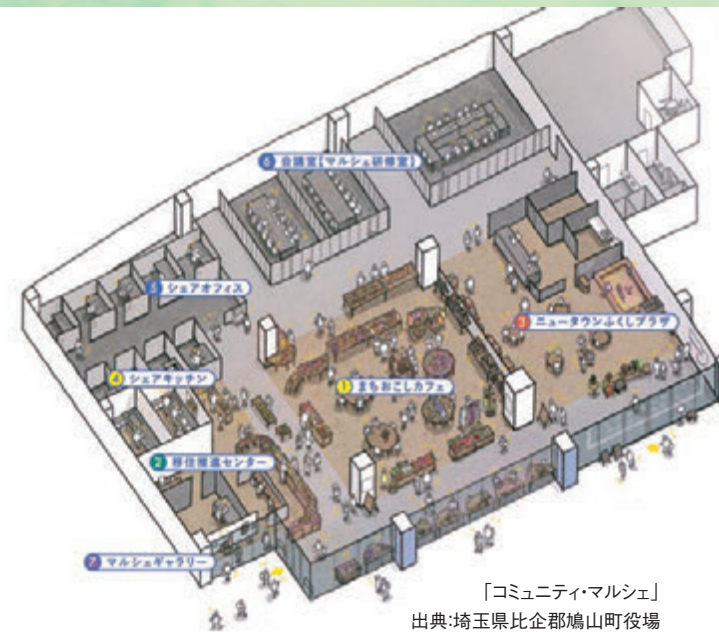 6 会議室(マルシェ研修室)
5 シェアオフィス
3 ニュータウンふくしプラザ
4 シェアキッチン
1 まちおこしカフェ
2 移住推進センター
7 マルシェギャラリー
「コミュニティ・マルシェ」
出典:埼玉県比企郡鳩山町役場